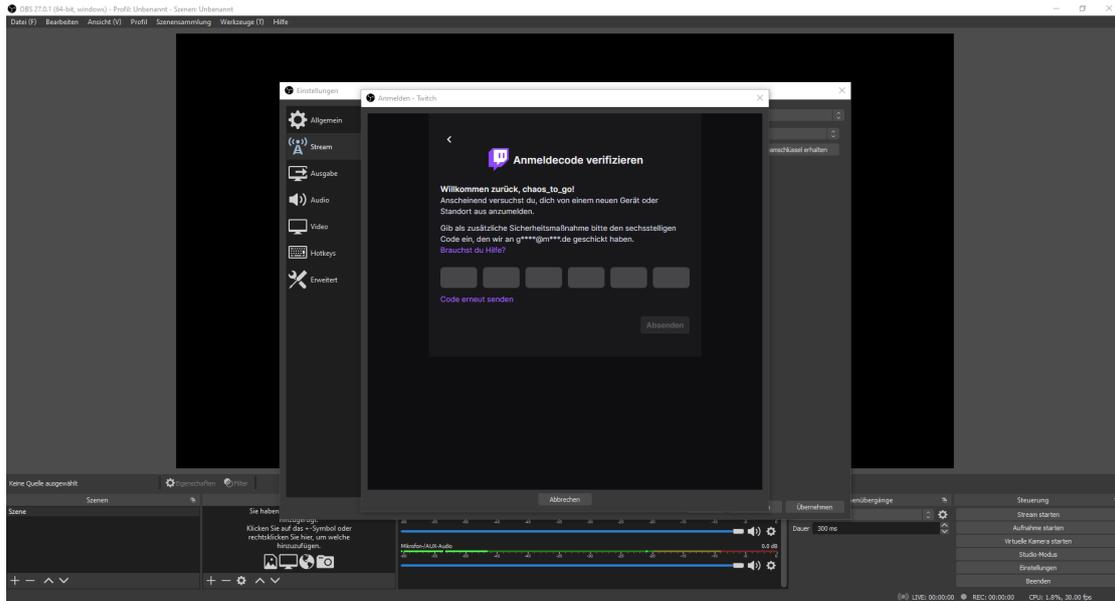 OBS 27.0.1 (64-bit, windows) - Profil: Unbenannt - Szenen: Unbenannt
Datei (F) Bearbeiten Ansicht (V) Profil Szenensammlung Werkzeuge (T) Hilfe
Einstellungen
Anmelden - Twitch
Allgemein
Stream
Ausgabe
Audio
Video
Hotkeys
Erweitert
Anmeldecode verifizieren
Willkommen zurück, chaos_to_go!
Anscheinend versuchst du, dich von einem neuen Gerät oder
Standort aus anzumelden.
Gib als zusätzliche Sicherheitsmaßnahme bitte den sechsstelligen
Code ein, den wir an g****@m***.de geschickt haben.
Brauchst du Hilfe?
Code erneut senden
Absenden
Abbrechen
amschlüssel erhalten
Übernehmen
Keine Quelle ausgewählt
Eigenschaften
Filter
Szenen
Szene
Sie haben
hinzugefügt.
Klicken Sie auf das +-Symbol oder
rechtsklicken Sie hier, um welche
hinzuzufügen.
Mikrofon-/AUX-Audio
0.0 dB
enübergänge
Dauer 300 ms
Steuerung
Stream starten
Aufnahme starten
Virtuelle Kamera starten
Studio-Modus
Einstellungen
Beenden
LIVE: 00:00:00 REC: 00:00:00 CPU: 1.8%, 30.00 fps